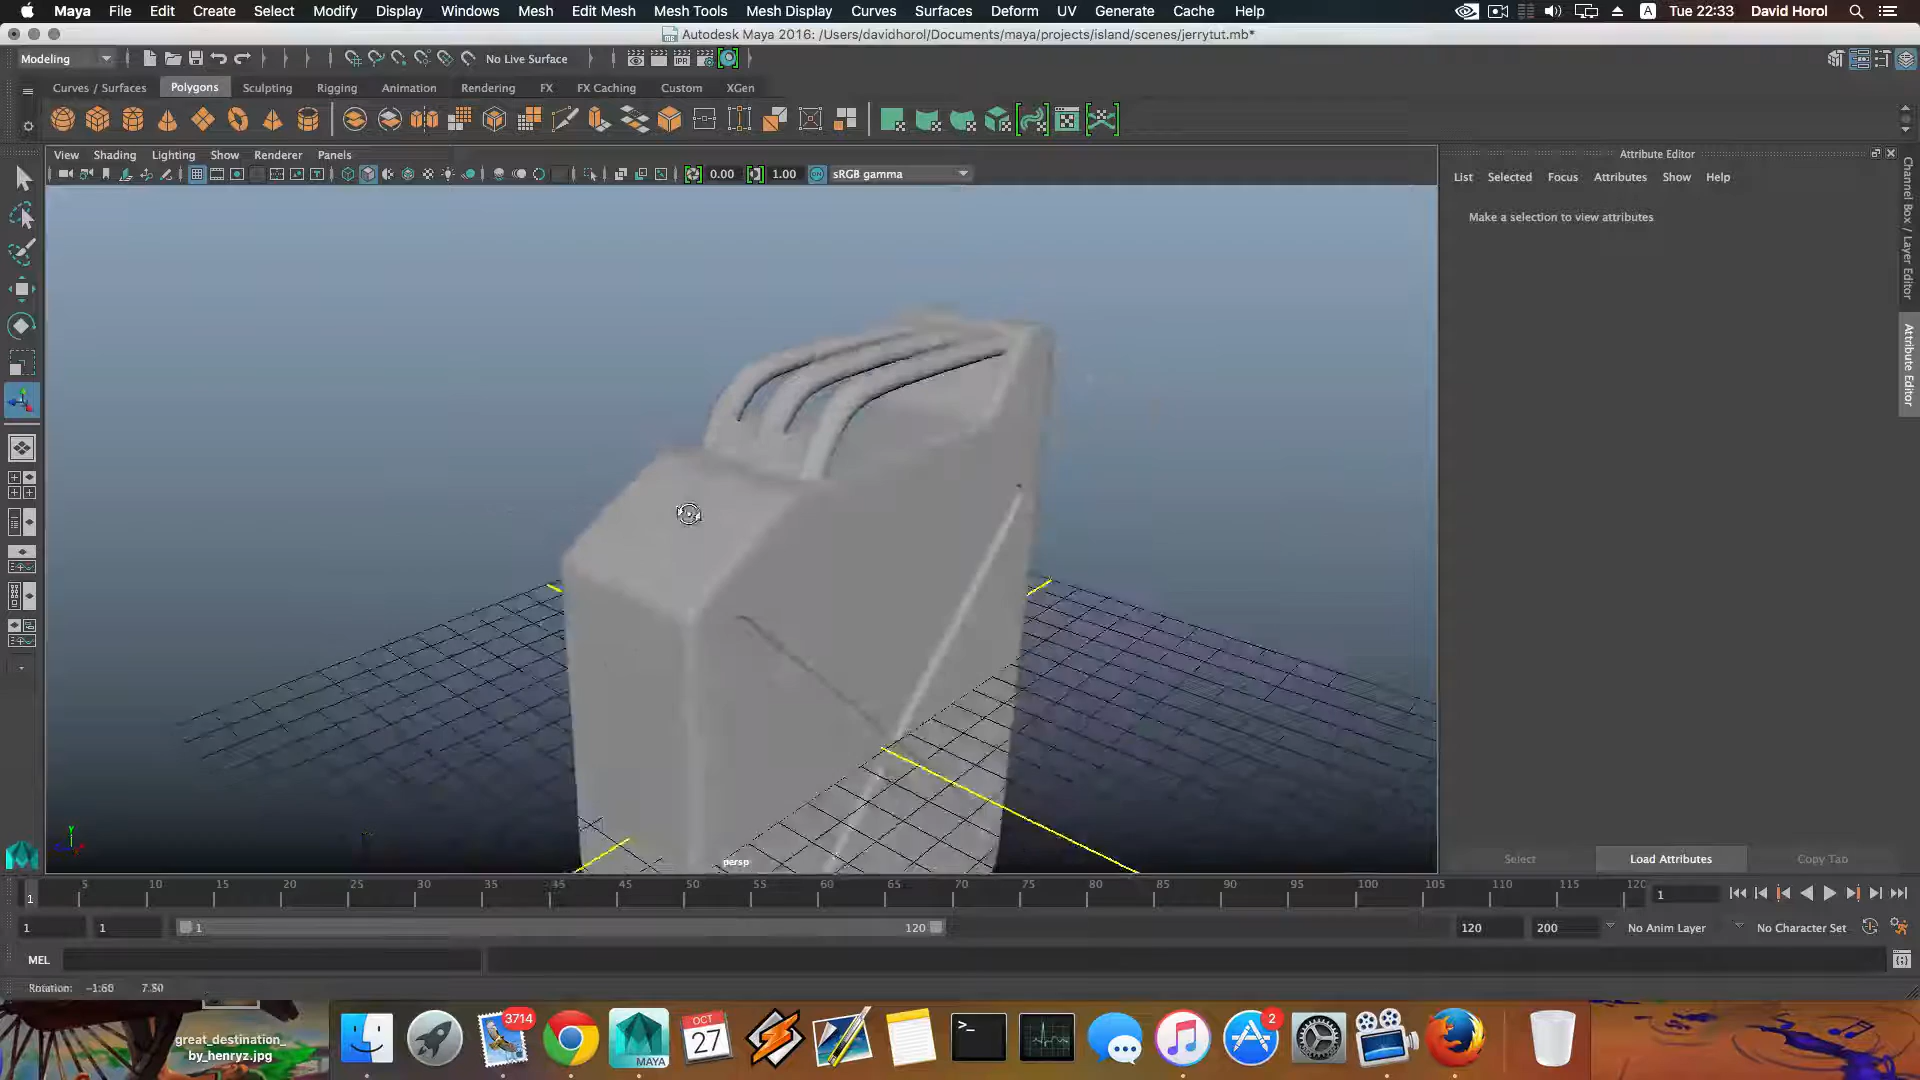 Maya File Edit Create Select Modify Display Windows Mesh Edit Mesh Mesh Tools Mesh Display Curves Surfaces Deform UV Generate Cache Help A Tue 22:33 David Horol
Autodesk Maya 2016: /Users/davidhorol/Documents/maya/projects/island/scenes/jerrytut.mb*
Modeling No Live Surface
Curves / Surfaces Polygons Sculpting Rigging Animation Rendering FX FX Caching Custom XGen
View Shading Lighting Show Renderer Panels
0.00 1.00 sRGB gamma
Attribute Editor
List Selected Focus Attributes Show Help
Make a selection to view attributes
Channel Box / Layer Editor
Attribute Editor
persp
Select Load Attributes Copy Tab
1 5 10 15 20 25 30 35 40 45 50 55 60 65 70 75 80 85 90 95 100 105 110 115 120 1
1 1 1 120 120 200 No Anim Layer No Character Set
MEL
Rotation: -1.60 7.50
great_destination_
by_henryz.jpg
3714
MAYA
OCT
27
2